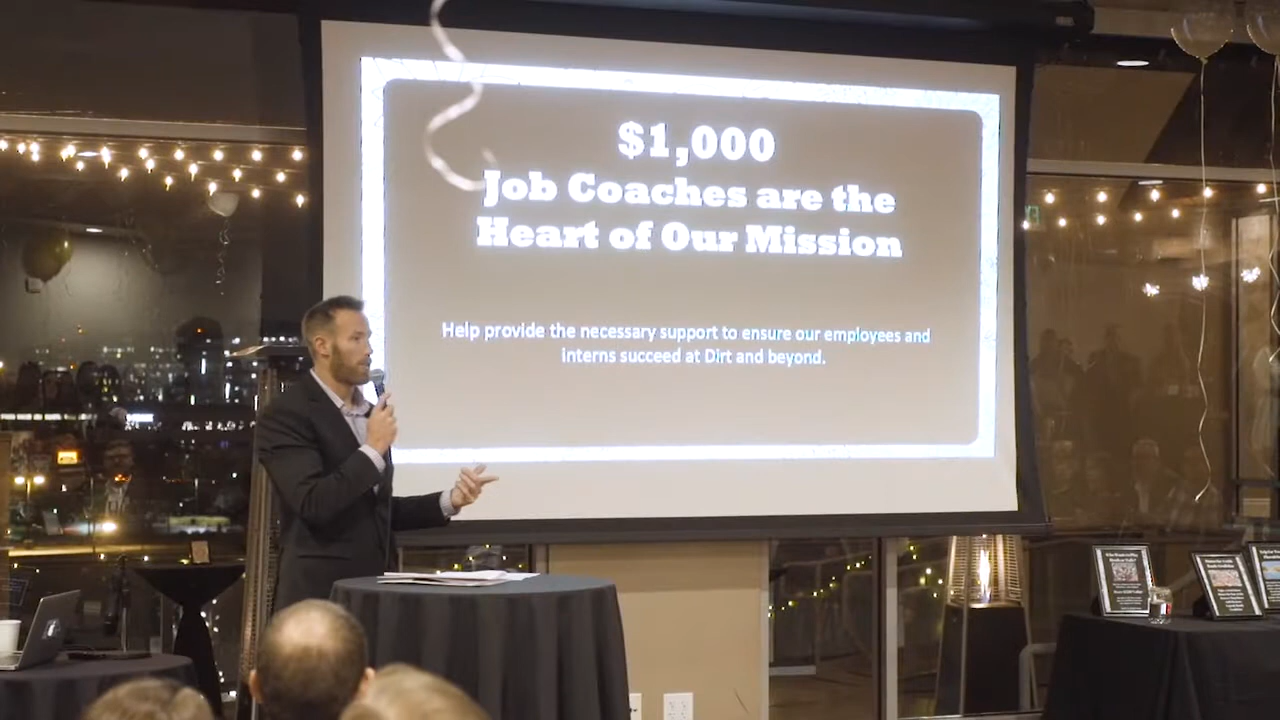 $1,000
Job Coaches are the
Heart of Our Mission
Help provide the necessary support to ensure our employees and
interns succeed at Dirt and beyond.